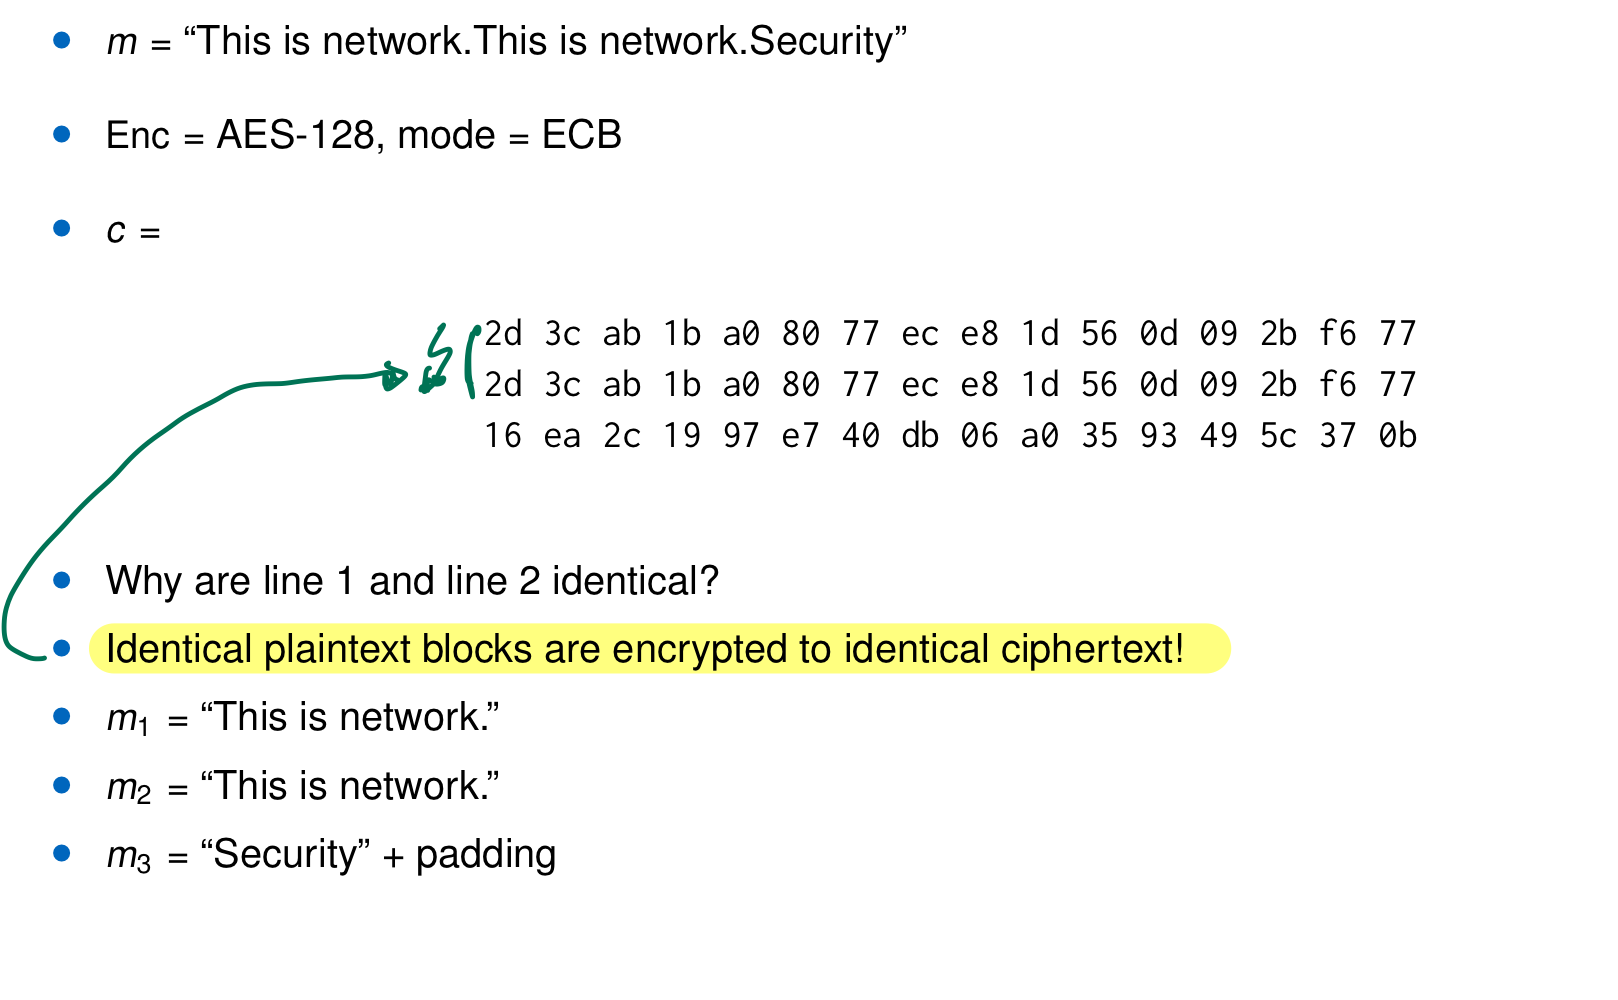 m = “This is network.This is network.Security”
Enc = AES-128, mode = ECB
c =
2d 3c ab 1b a0 80 77 ec e8 1d 56 0d 09 2b f6 77
2d 3c ab 1b a0 80 77 ec e8 1d 56 0d 09 2b f6 77
16 ea 2c 19 97 e7 40 db 06 a0 35 93 49 5c 37 0b
Why are line 1 and line 2 identical?
Identical plaintext blocks are encrypted to identical ciphertext!
m₁ = “This is network.”
m₂ = “This is network.”
m₃ = “Security” + padding